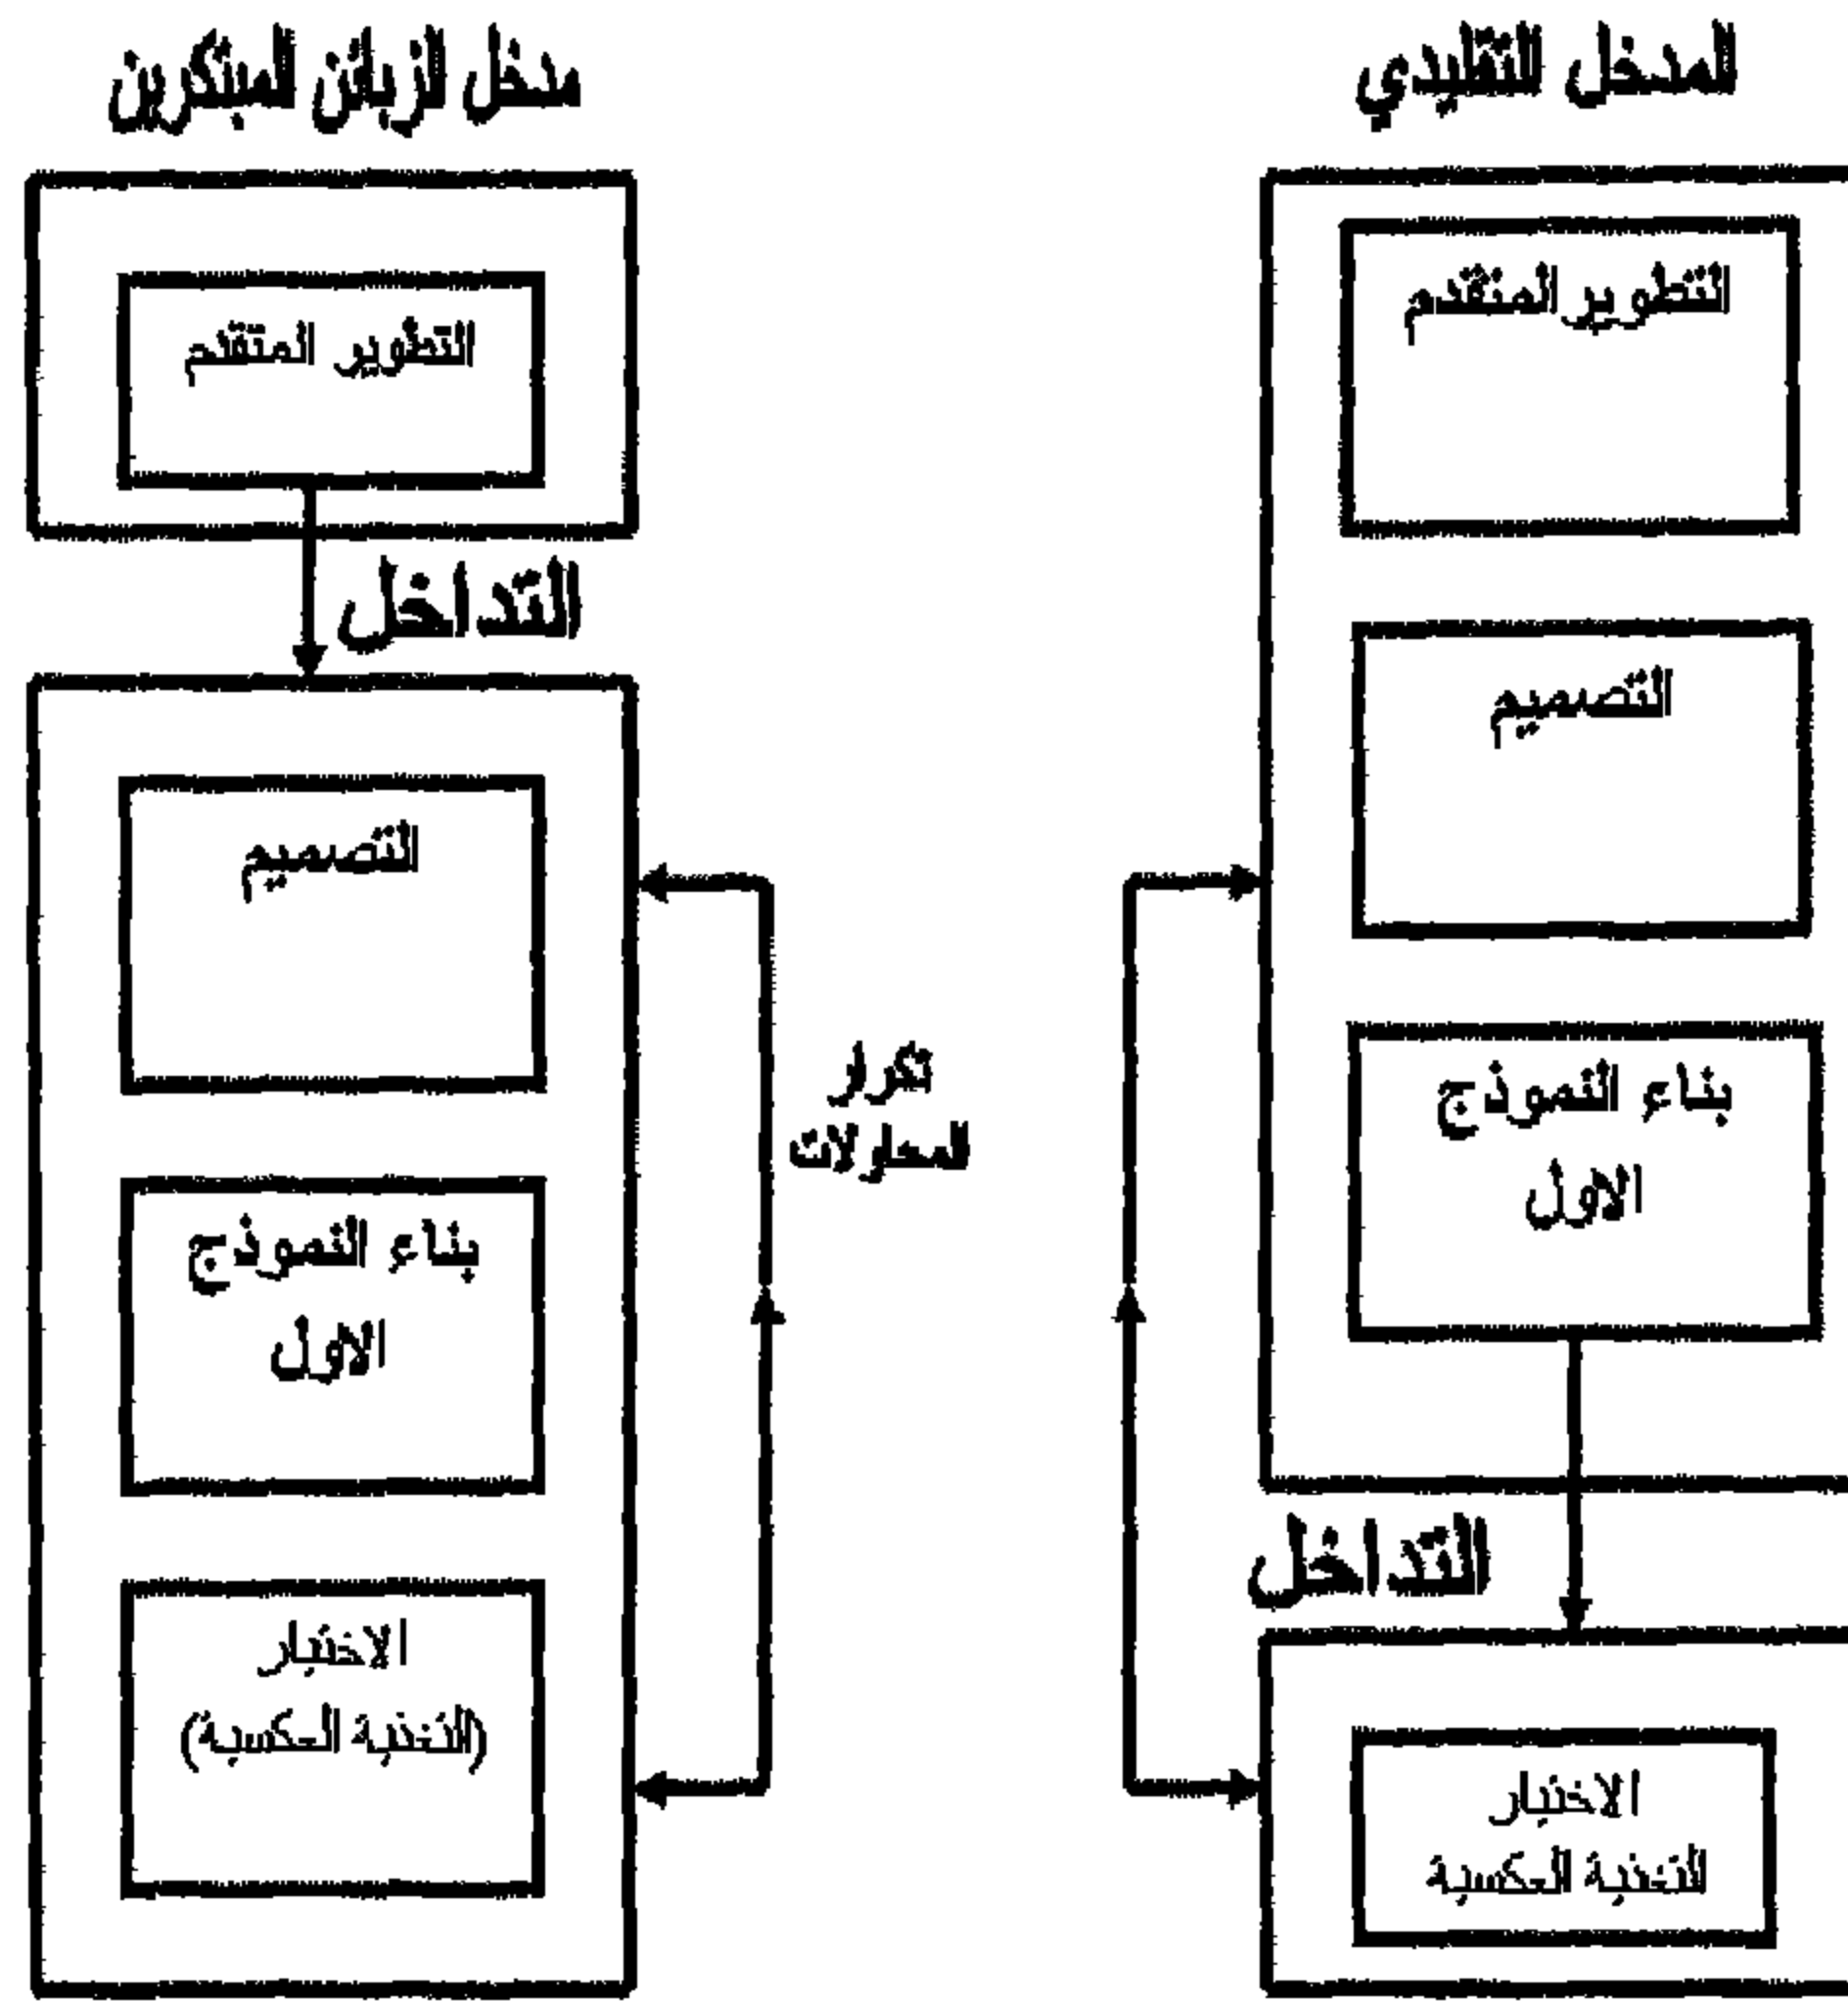 المدخل التقليدي
التطوير المتقدم
التصميم
بناء النموذج
الاول
التداخل
الاختبار
التغذية العكسية
تكرار
المحاولات
مدخل الزبائن المبتكرين
التطوير المتقدم
التداخل
التصميم
بناء النموذج
الاول
الاختبار
(التغذية العكسية)